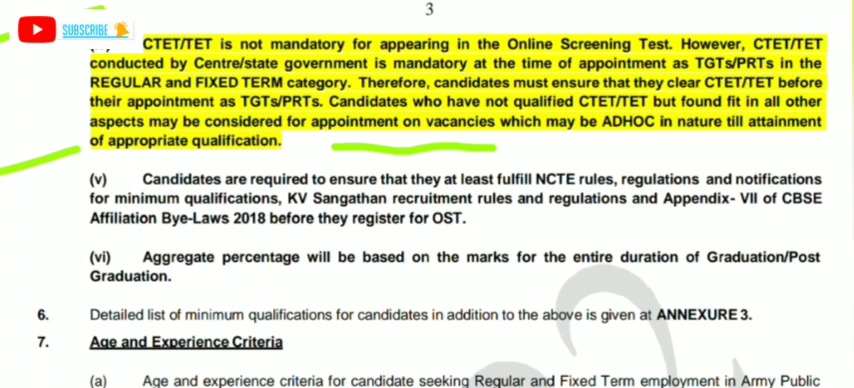 3
SUBSCRIBE
CTET/TET is not mandatory for appearing in the Online Screening Test. However, CTET/TET
conducted by Centre/state government is mandatory at the time of appointment as TGTs/PRTs in the
REGULAR and FIXED TERM category. Therefore, candidates must ensure that they clear CTET/TET before
their appointment as TGTs/PRTs. Candidates who have not qualified CTET/TET but found fit in all other
aspects may be considered for appointment on vacancies which may be ADHOC in nature till attainment
of appropriate qualification.
(v) Candidates are required to ensure that they at least fulfill NCTE rules, regulations and notifications
for minimum qualifications, KV Sangathan recruitment rules and regulations and Appendix- VII of CBSE
Affiliation Bye-Laws 2018 before they register for OST.
(vi) Aggregate percentage will be based on the marks for the entire duration of Graduation/Post
Graduation.
6. Detailed list of minimum qualifications for candidates in addition to the above is given at ANNEXURE 3.
7. Age and Experience Criteria
(a) Age and experience criteria for candidate seeking Regular and Fixed Term employment in Army Public